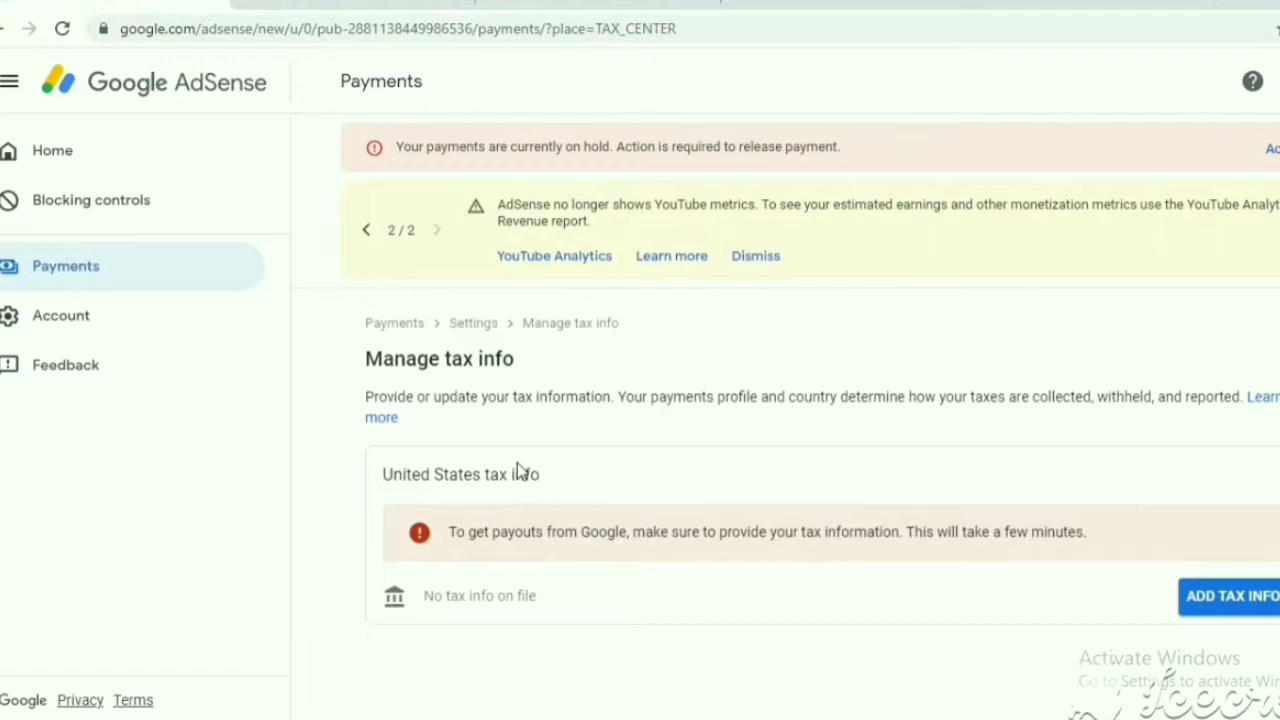 google.com/adsense/new/u/0/pub-2881138449986536/payments/?place=TAX_CENTER
Google AdSense
Payments
Home
Blocking controls
Payments
Account
Feedback
Your payments are currently on hold. Action is required to release payment.
2 / 2
AdSense no longer shows YouTube metrics. To see your estimated earnings and other monetization metrics use the YouTube Analyt
Revenue report.
YouTube Analytics Learn more Dismiss
Payments > Settings > Manage tax info
Manage tax info
Provide or update your tax information. Your payments profile and country determine how your taxes are collected, withheld, and reported. Learn
more
United States tax info
To get payouts from Google, make sure to provide your tax information. This will take a few minutes.
No tax info on file
ADD TAX INFO
Activate Windows
Go to Settings to activate Win
Google Privacy Terms